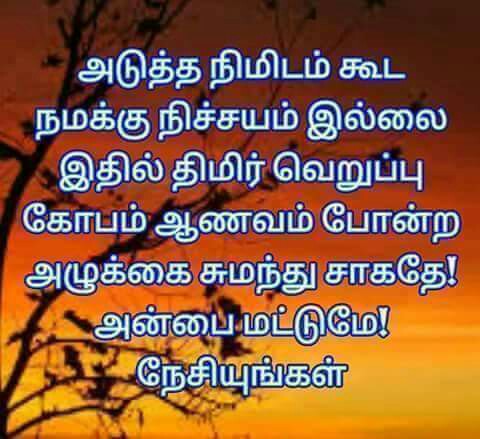 அடுத்த நிமிடம் கூட
நமக்கு நிச்சயம் இல்லை
இதில் திமிர் வெறுப்பு
கோபம் ஆணவம் போன்ற
அழுக்கை சுமந்து சாகதே!
அன்பை மட்டுமே!
நேசியுங்கள்